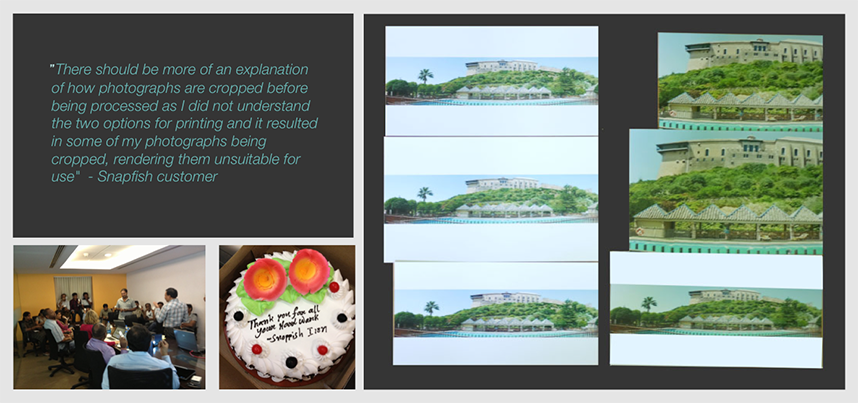 "There should be more of an explanation
of how photographs are cropped before
being processed as I did not understand
the two options for printing and it resulted
in some of my photographs being
cropped, rendering them unsuitable for
use" - Snapfish customer
Thank you for all
your Hard Work
-Snapfish